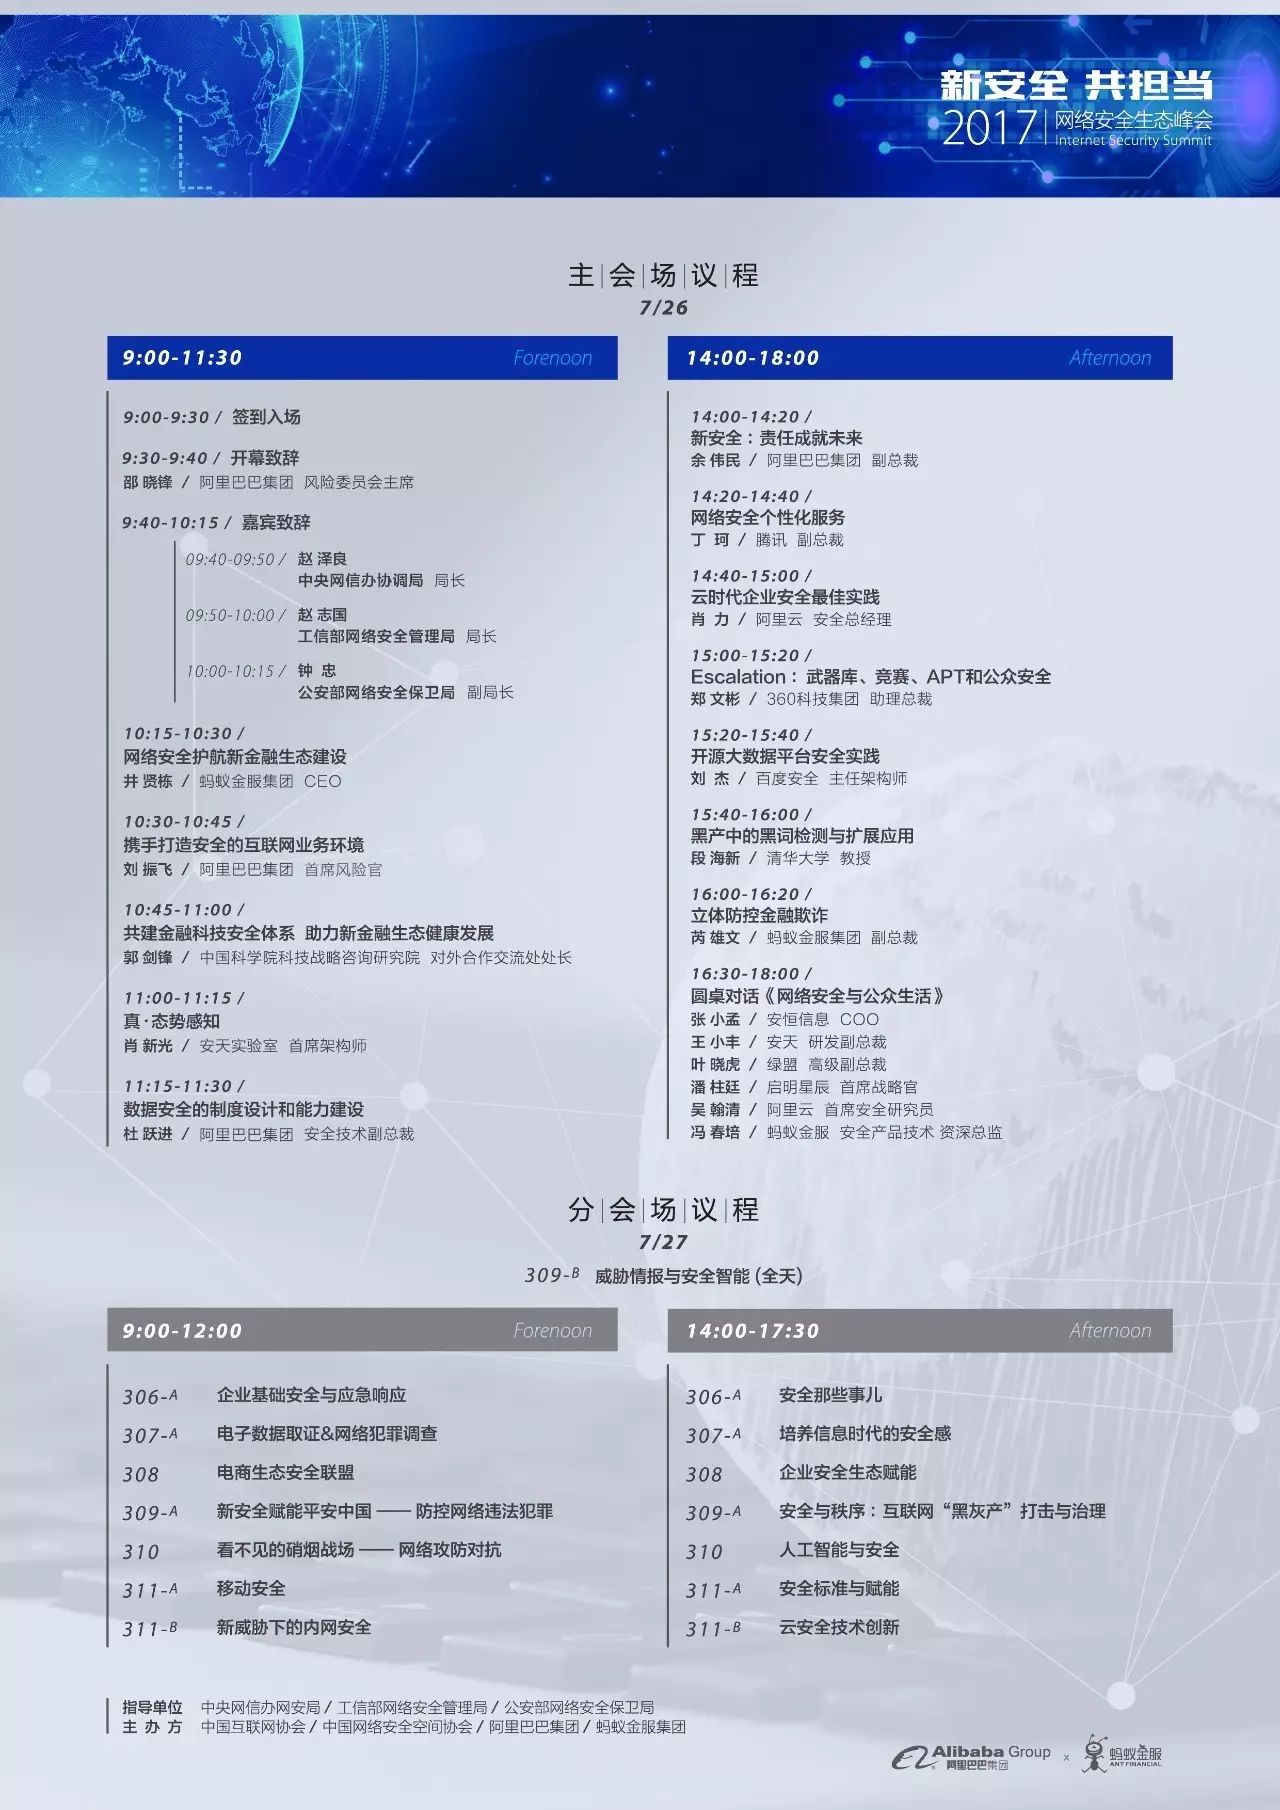 新安全 共担当
2017 网络安全生态峰会
Internet Security Summit
主|会|场|议|程
7/26
9:00-11:30 Forenoon
9:00-9:30 / 签到入场
9:30-9:40 / 开幕致辞
邵 晓锋 / 阿里巴巴集团 风险委员会主席
9:40-10:15 / 嘉宾致辞
09:40-09:50 / 赵 泽良
中央网信办协调局 局长
09:50-10:00 / 赵 志国
工信部网络安全管理局 局长
10:00-10:15 / 钟 忠
公安部网络安全保卫局 副局长
10:15-10:30 /
网络安全护航新金融生态建设
井 贤栋 / 蚂蚁金服集团 CEO
10:30-10:45 /
携手打造安全的互联网业务环境
刘 振飞 / 阿里巴巴集团 首席风险官
10:45-11:00 /
共建金融科技安全体系 助力新金融生态健康发展
郭 剑锋 / 中国科学院科技战略咨询研究院 对外合作交流处处长
11:00-11:15 /
真·态势感知
肖 新光 / 安天实验室 首席架构师
11:15-11:30 /
数据安全的制度设计和能力建设
杜 跃进 / 阿里巴巴集团 安全技术副总裁
14:00-18:00 Afternoon
14:00-14:20 /
新安全：责任成就未来
余 伟民 / 阿里巴巴集团 副总裁
14:20-14:40 /
网络安全个性化服务
丁 珂 / 腾讯 副总裁
14:40-15:00 /
云时代企业安全最佳实践
肖 力 / 阿里云 安全总经理
15:00-15:20 /
Escalation：武器库、竞赛、APT和公众安全
郑 文彬 / 360科技集团 助理总裁
15:20-15:40 /
开源大数据平台安全实践
刘 杰 / 百度安全 主任架构师
15:40-16:00 /
黑产中的黑词检测与扩展应用
段 海新 / 清华大学 教授
16:00-16:20 /
立体防控金融欺诈
芮 雄文 / 蚂蚁金服集团 副总裁
16:30-18:00 /
圆桌对话《网络安全与公众生活》
张 小孟 / 安恒信息 COO
王 小丰 / 安天 研发副总裁
叶 晓虎 / 绿盟 高级副总裁
潘 柱廷 / 启明星辰 首席战略官
吴 翰清 / 阿里云 首席安全研究员
冯 春培 / 蚂蚁金服 安全产品技术 资深总监
分|会|场|议|程
7/27
309-B 威胁情报与安全智能 (全天)
9:00-12:00 Forenoon
306-A 企业基础安全与应急响应
307-A 电子数据取证&网络犯罪调查
308 电商生态安全联盟
309-A 新安全赋能平安中国 —— 防控网络违法犯罪
310 看不见的硝烟战场 —— 网络攻防对抗
311-A 移动安全
311-B 新威胁下的内网安全
14:00-17:30 Afternoon
306-A 安全那些事儿
307-A 培养信息时代的安全感
308 企业安全生态赋能
309-A 安全与秩序：互联网“黑灰产”打击与治理
310 人工智能与安全
311-A 安全标准与赋能
311-B 云安全技术创新
指导单位 中央网信办网安局 / 工信部网络安全管理局 / 公安部网络安全保卫局
主 办 方 中国互联网协会 / 中国网络安全空间协会 / 阿里巴巴集团 / 蚂蚁金服集团
Alibaba Group
阿里巴巴集团
x
蚂蚁金服
ANT FINANCIAL